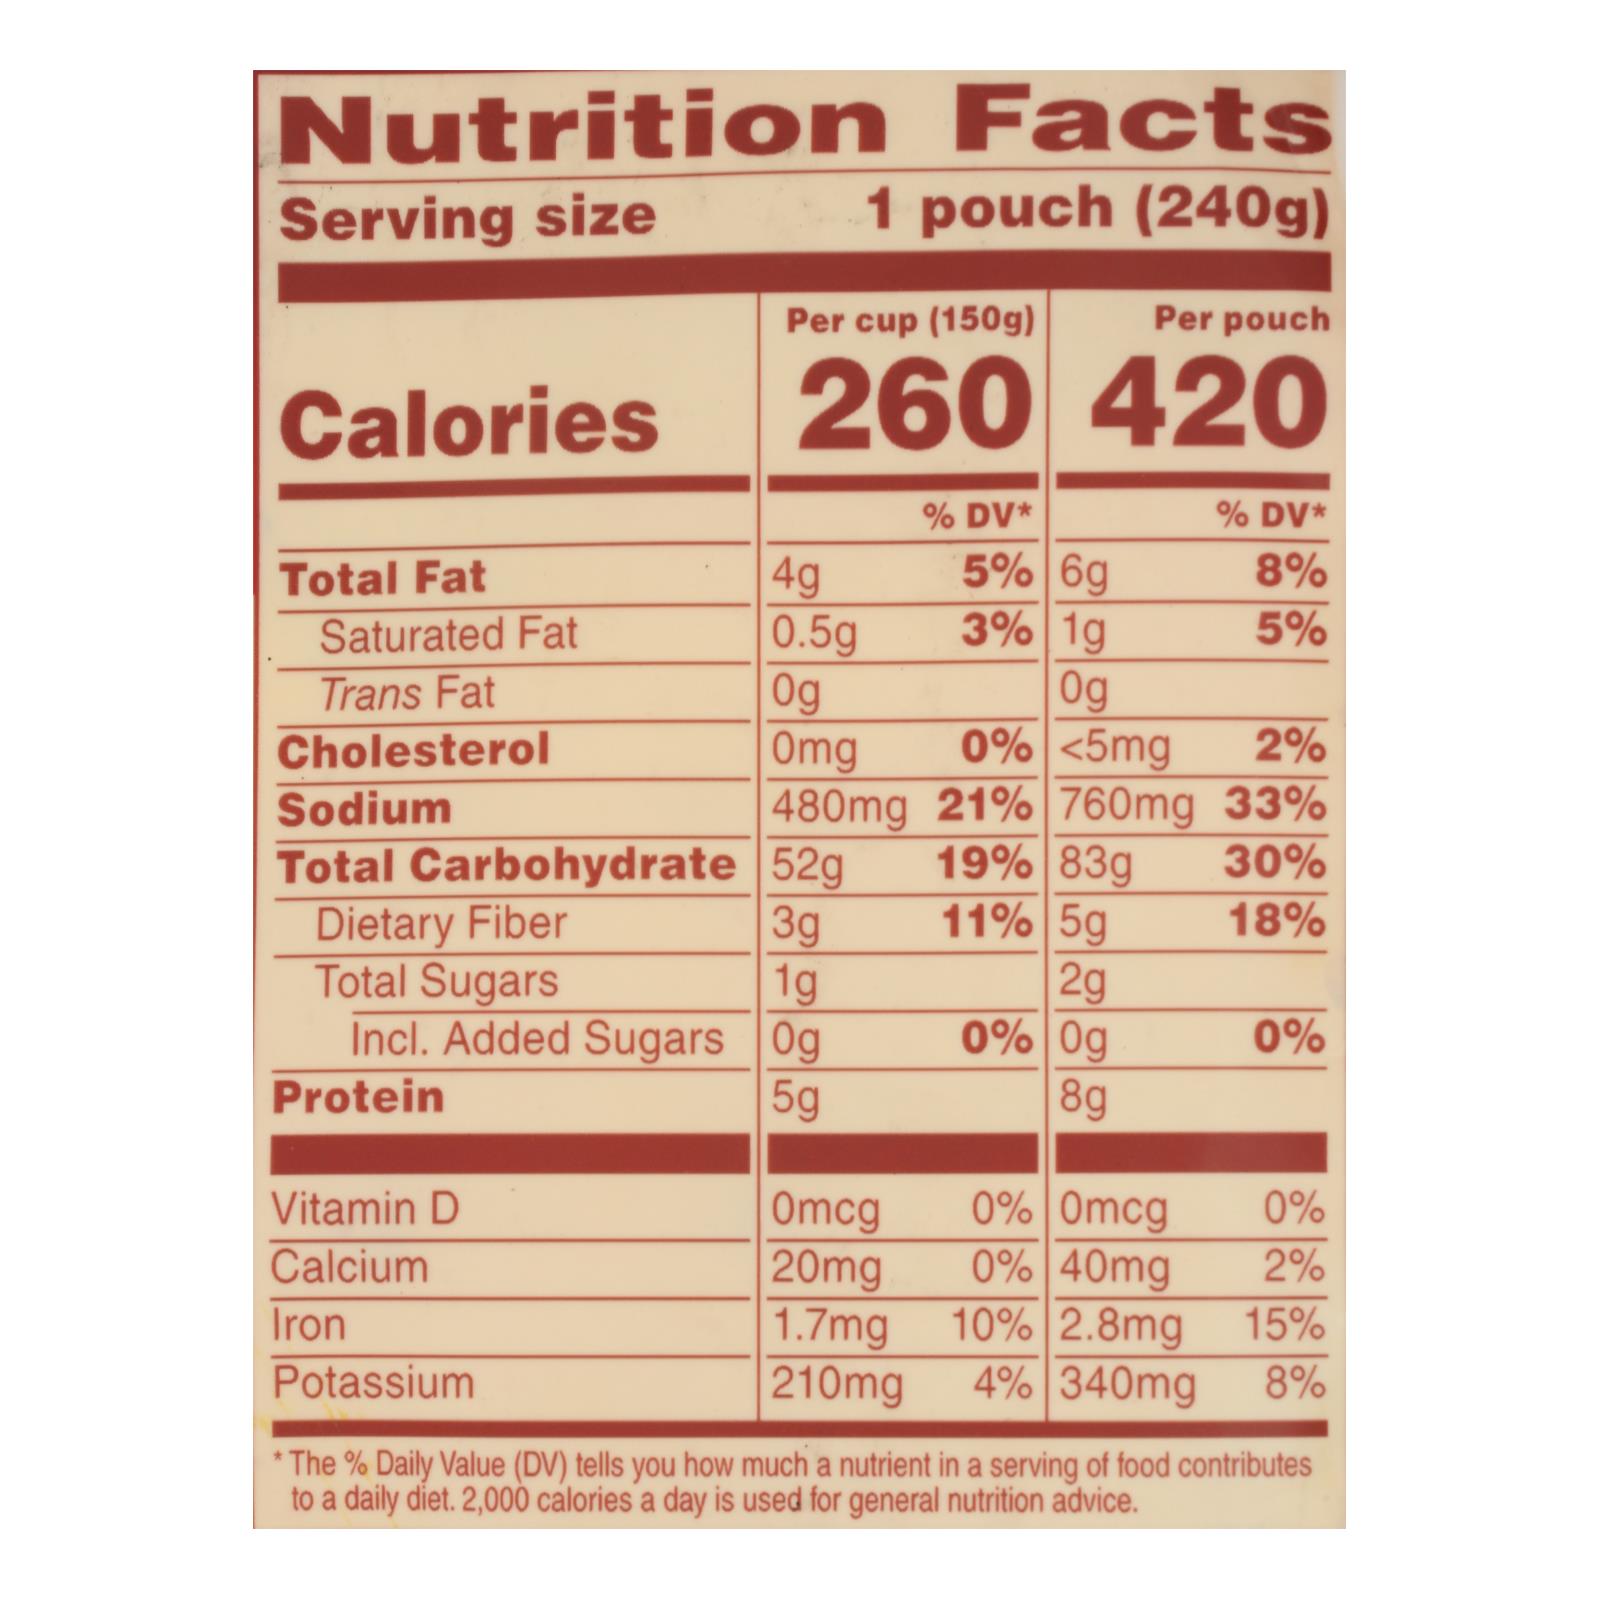 Nutrition Facts
Serving size 1 pouch (240g)
Per cup (150g) Per pouch
Calories 260 420
% DV* % DV*
Total Fat 4g 5% 6g 8%
Saturated Fat 0.5g 3% 1g 5%
Trans Fat 0g 0g
Cholesterol 0mg 0% <5mg 2%
Sodium 480mg 21% 760mg 33%
Total Carbohydrate 52g 19% 83g 30%
Dietary Fiber 3g 11% 5g 18%
Total Sugars 1g 2g
Incl. Added Sugars 0g 0% 0g 0%
Protein 5g 8g
Vitamin D 0mcg 0% 0mcg 0%
Calcium 20mg 0% 40mg 2%
Iron 1.7mg 10% 2.8mg 15%
Potassium 210mg 4% 340mg 8%
* The % Daily Value (DV) tells you how much a nutrient in a serving of food contributes
to a daily diet. 2,000 calories a day is used for general nutrition advice.